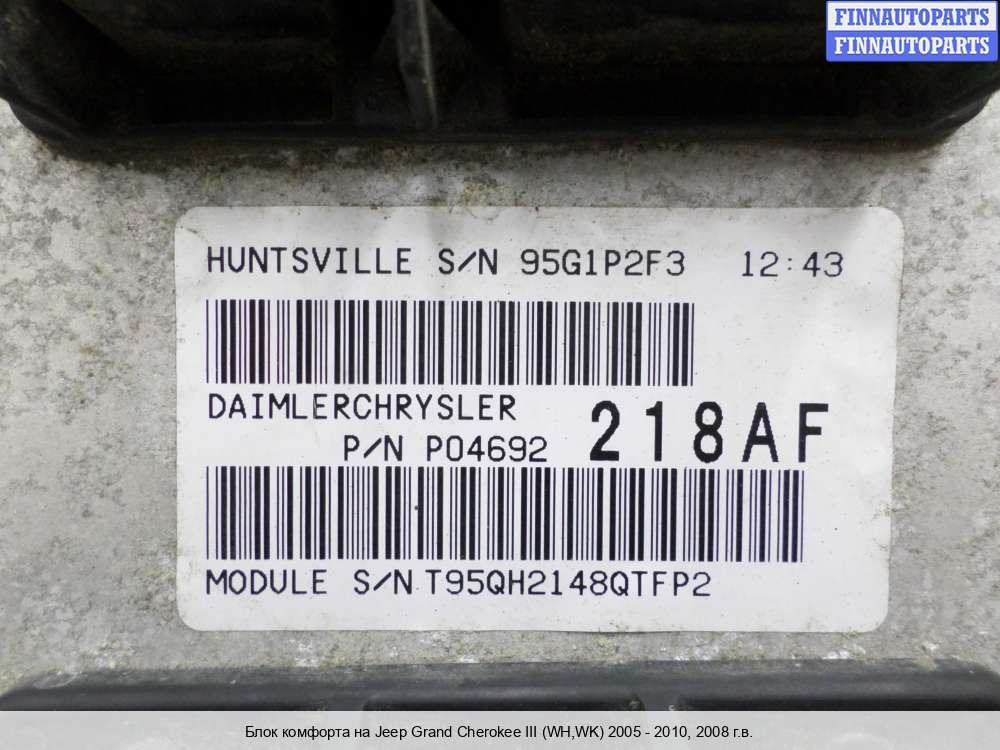 FINNAUTOPARTS
FINNAUTOPARTS
HUNTSVILLE S/N 95G1P2F3 12:43
DAIMLERCHRYSLER
P/N P04692 218AF
MODULE S/N T95QH2148QTFP2
Блок комфорта на Jeep Grand Cherokee III (WH,WK) 2005 - 2010, 2008 г.в.